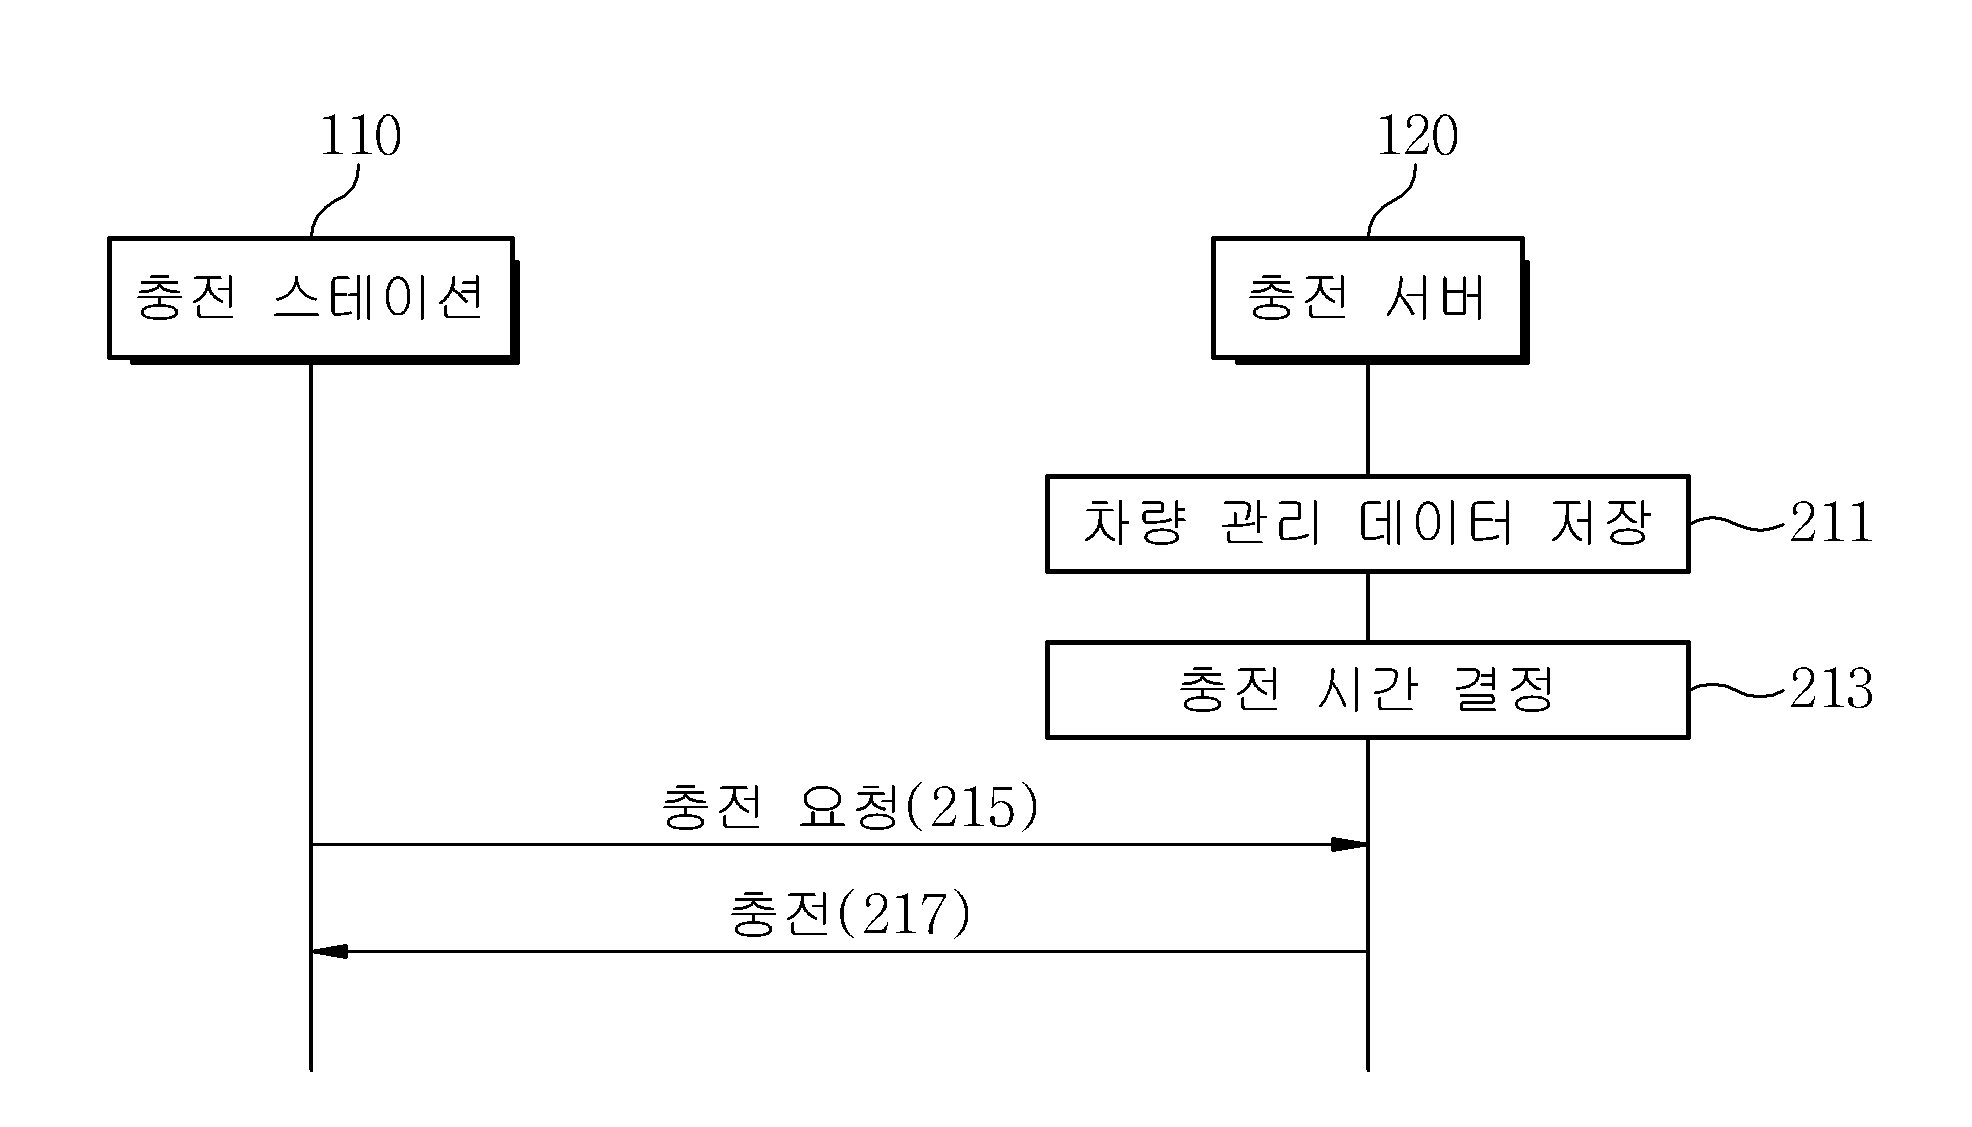 110
120
충전 스테이션
충전 서버
차량 관리 데이터 저장
211
충전 시간 결정
213
충전 요청(215)
충전(217)